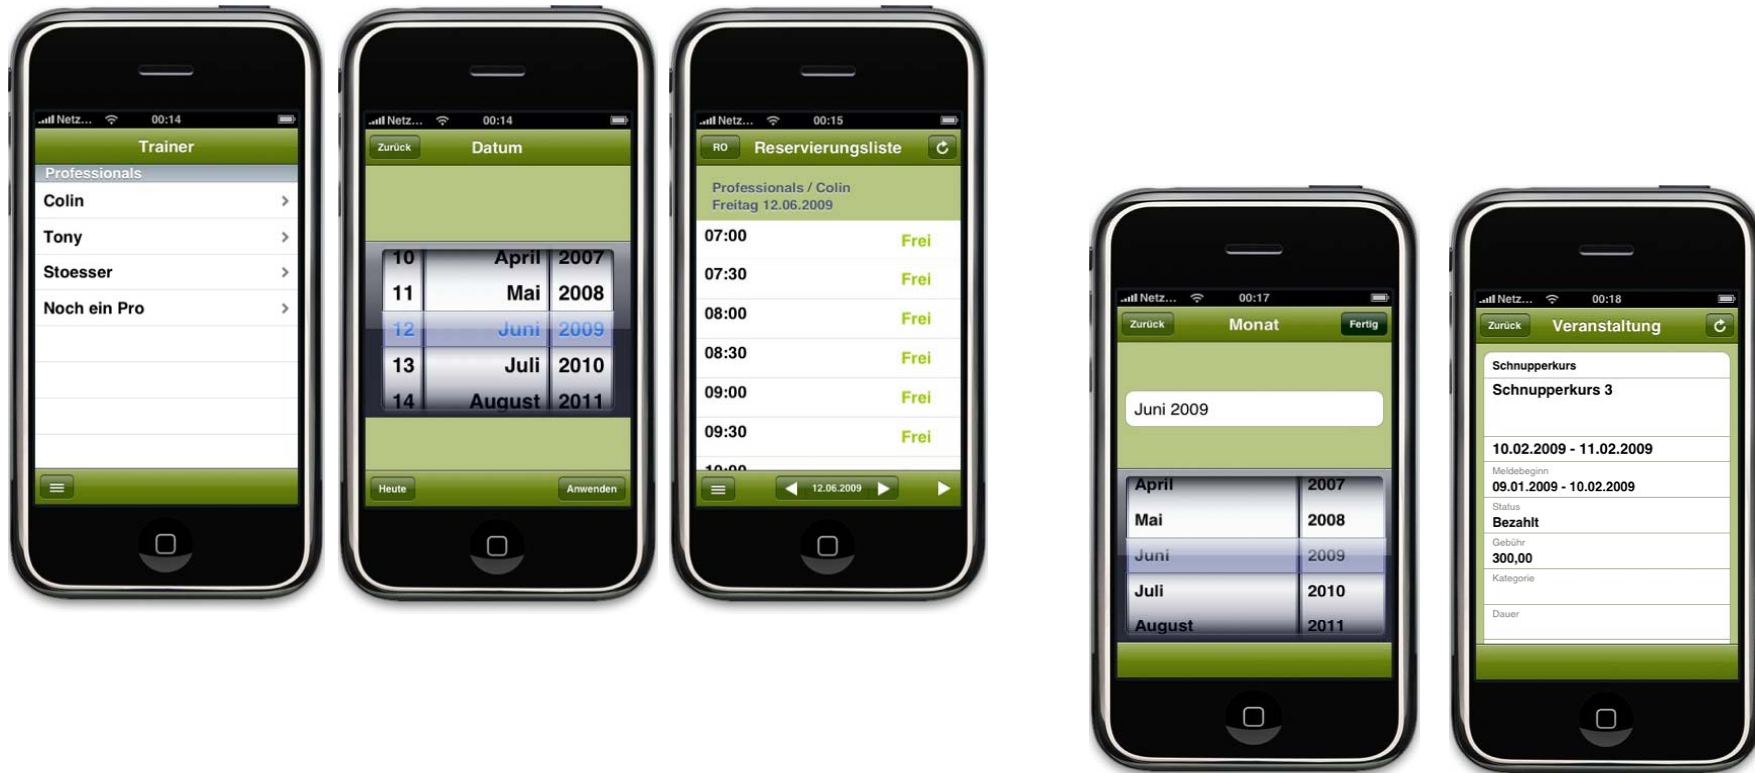 Netz... 00:14
Trainer
Professionals
Colin
Tony
Stoesser
Noch ein Pro
Netz... 00:14
Zurück Datum
10 April 2007
11 Mai 2008
12 Juni 2009
13 Juli 2010
14 August 2011
Heute Anwenden
Netz... 00:15
RO Reservierungsliste
Professionals / Colin
Freitag 12.06.2009
07:00 Frei
07:30 Frei
08:00 Frei
08:30 Frei
09:00 Frei
09:30 Frei
10:00
12.06.2009
Netz... 00:17
Zurück Monat Fertig
Juni 2009
April 2007
Mai 2008
Juni 2009
Juli 2010
August 2011
Netz... 00:18
Zurück Veranstaltung
Schnupperkurs
Schnupperkurs 3
10.02.2009 - 11.02.2009
Meldebeginn
09.01.2009 - 10.02.2009
Status
Bezahlt
Gebühr
300,00
Kategorie
Dauer